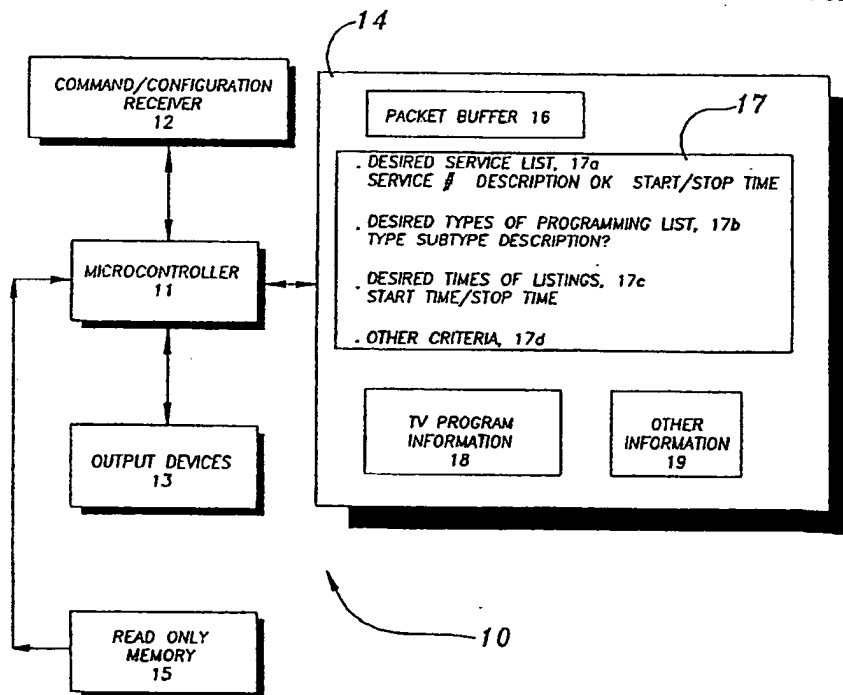 14
COMMAND/CONFIGURATION
RECEIVER
12
PACKET BUFFER 16
17
. DESIRED SERVICE LIST, 17a
SERVICE # DESCRIPTION OK START/STOP TIME
. DESIRED TYPES OF PROGRAMMING LIST, 17b
TYPE SUBTYPE DESCRIPTION?
MICROCONTROLLER
11
. DESIRED TIMES OF LISTINGS, 17c
START TIME/STOP TIME
. OTHER CRITERIA, 17d
OUTPUT DEVICES
13
TV PROGRAM
INFORMATION
18
OTHER
INFORMATION
19
READ ONLY
MEMORY
15
10